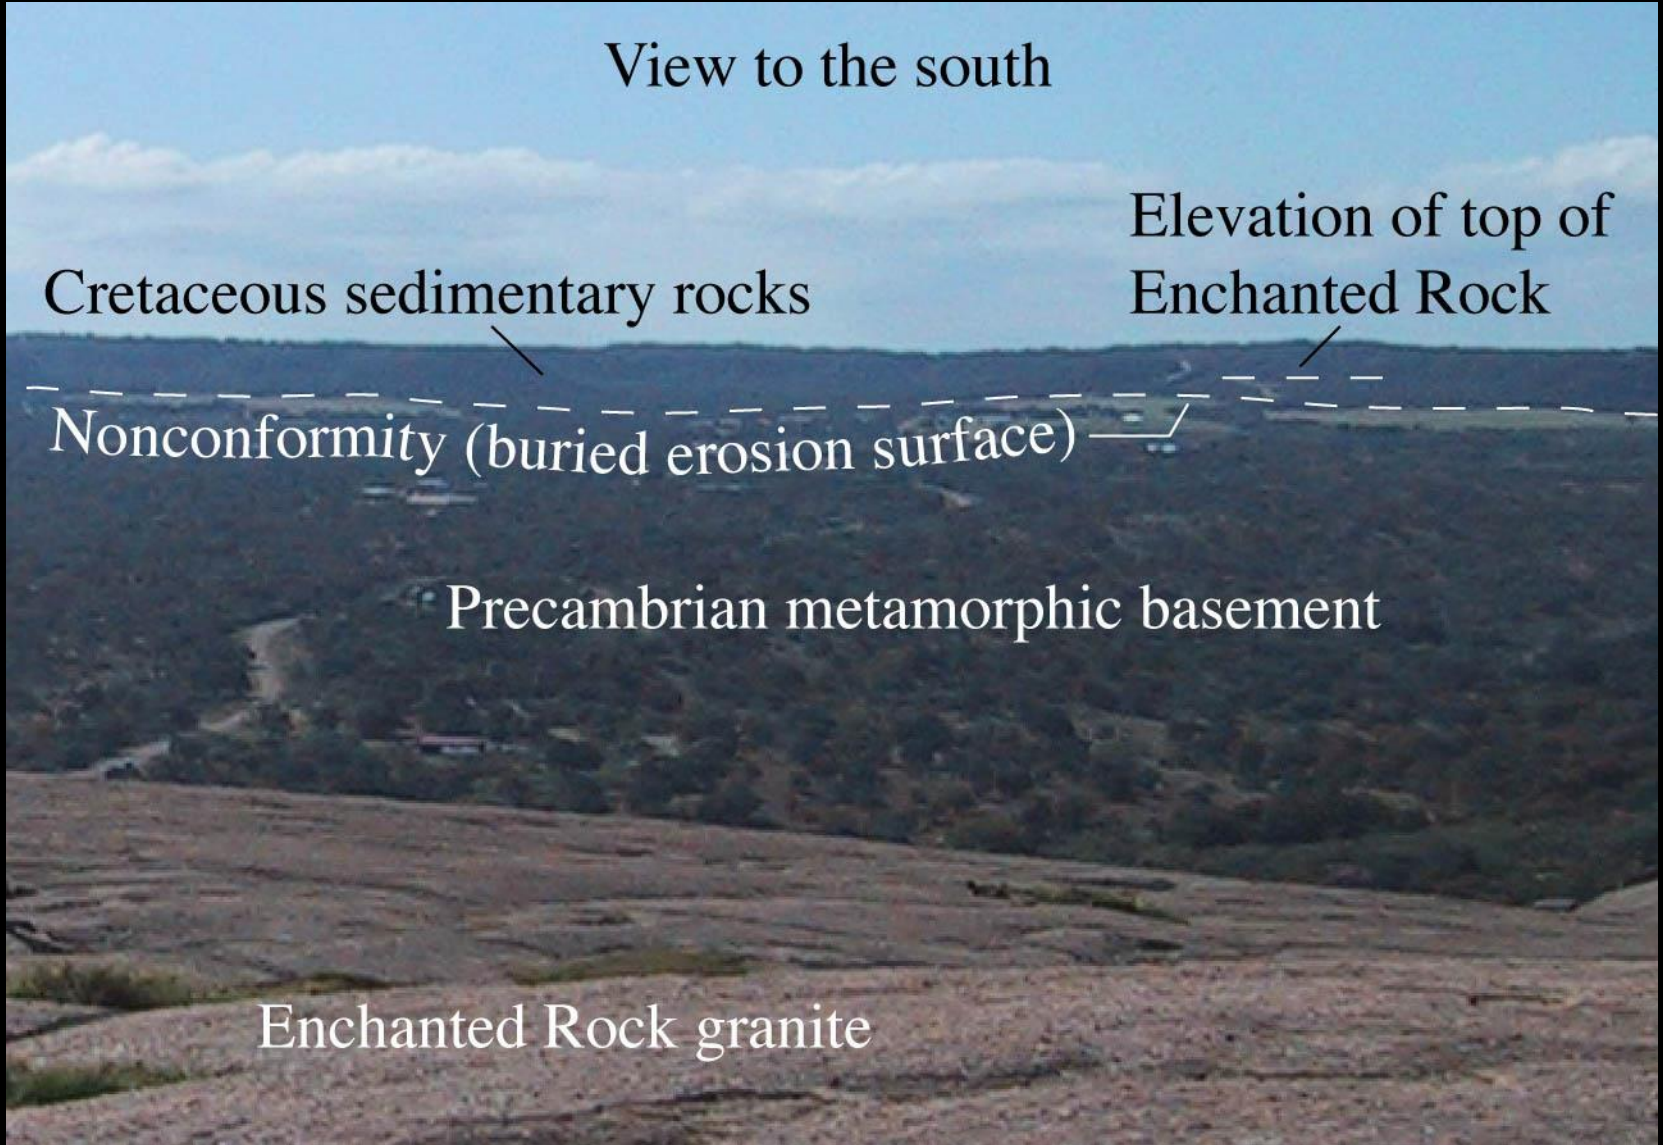 View to the south
Elevation of top of
Enchanted Rock
Cretaceous sedimentary rocks
Nonconformity (buried erosion surface)
Precambrian metamorphic basement
Enchanted Rock granite